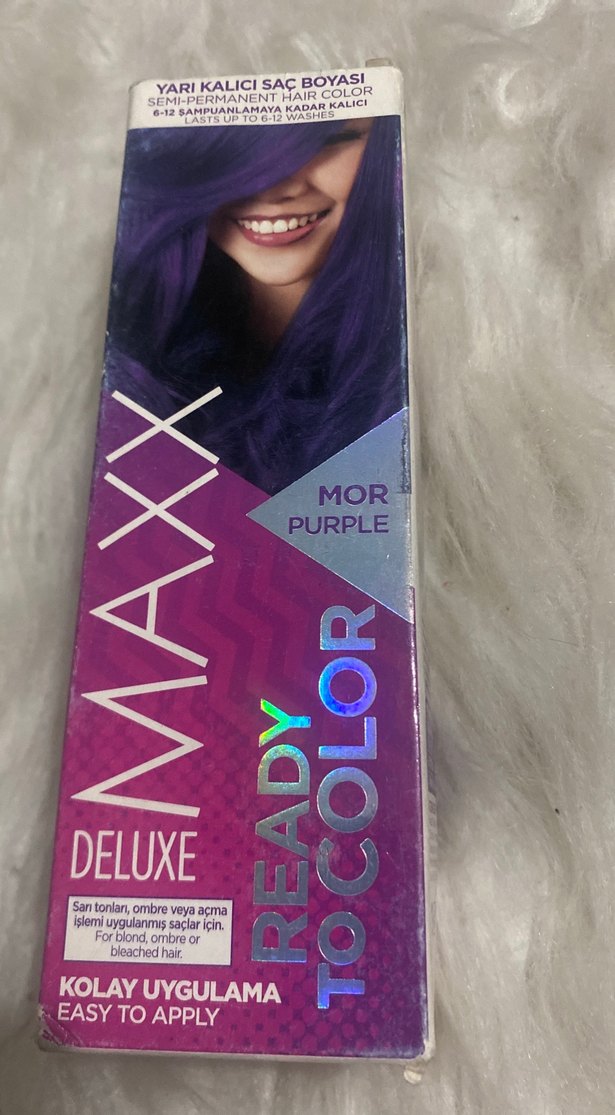 YARI KALICI SAÇ BOYASI
SEMI-PERMANENT HAIR COLOR
6-12 ŞAMPUANLAMAYA KADAR KALICI
LASTS UP TO 6-12 WASHES
MOR
PURPLE
MAXX
DELUXE
READY
TO COLOR
Sarı tonları, ombre veya açma
işlemi uygulanmış saçlar için.
For blond, ombre or
bleached hair.
KOLAY UYGULAMA
EASY TO APPLY